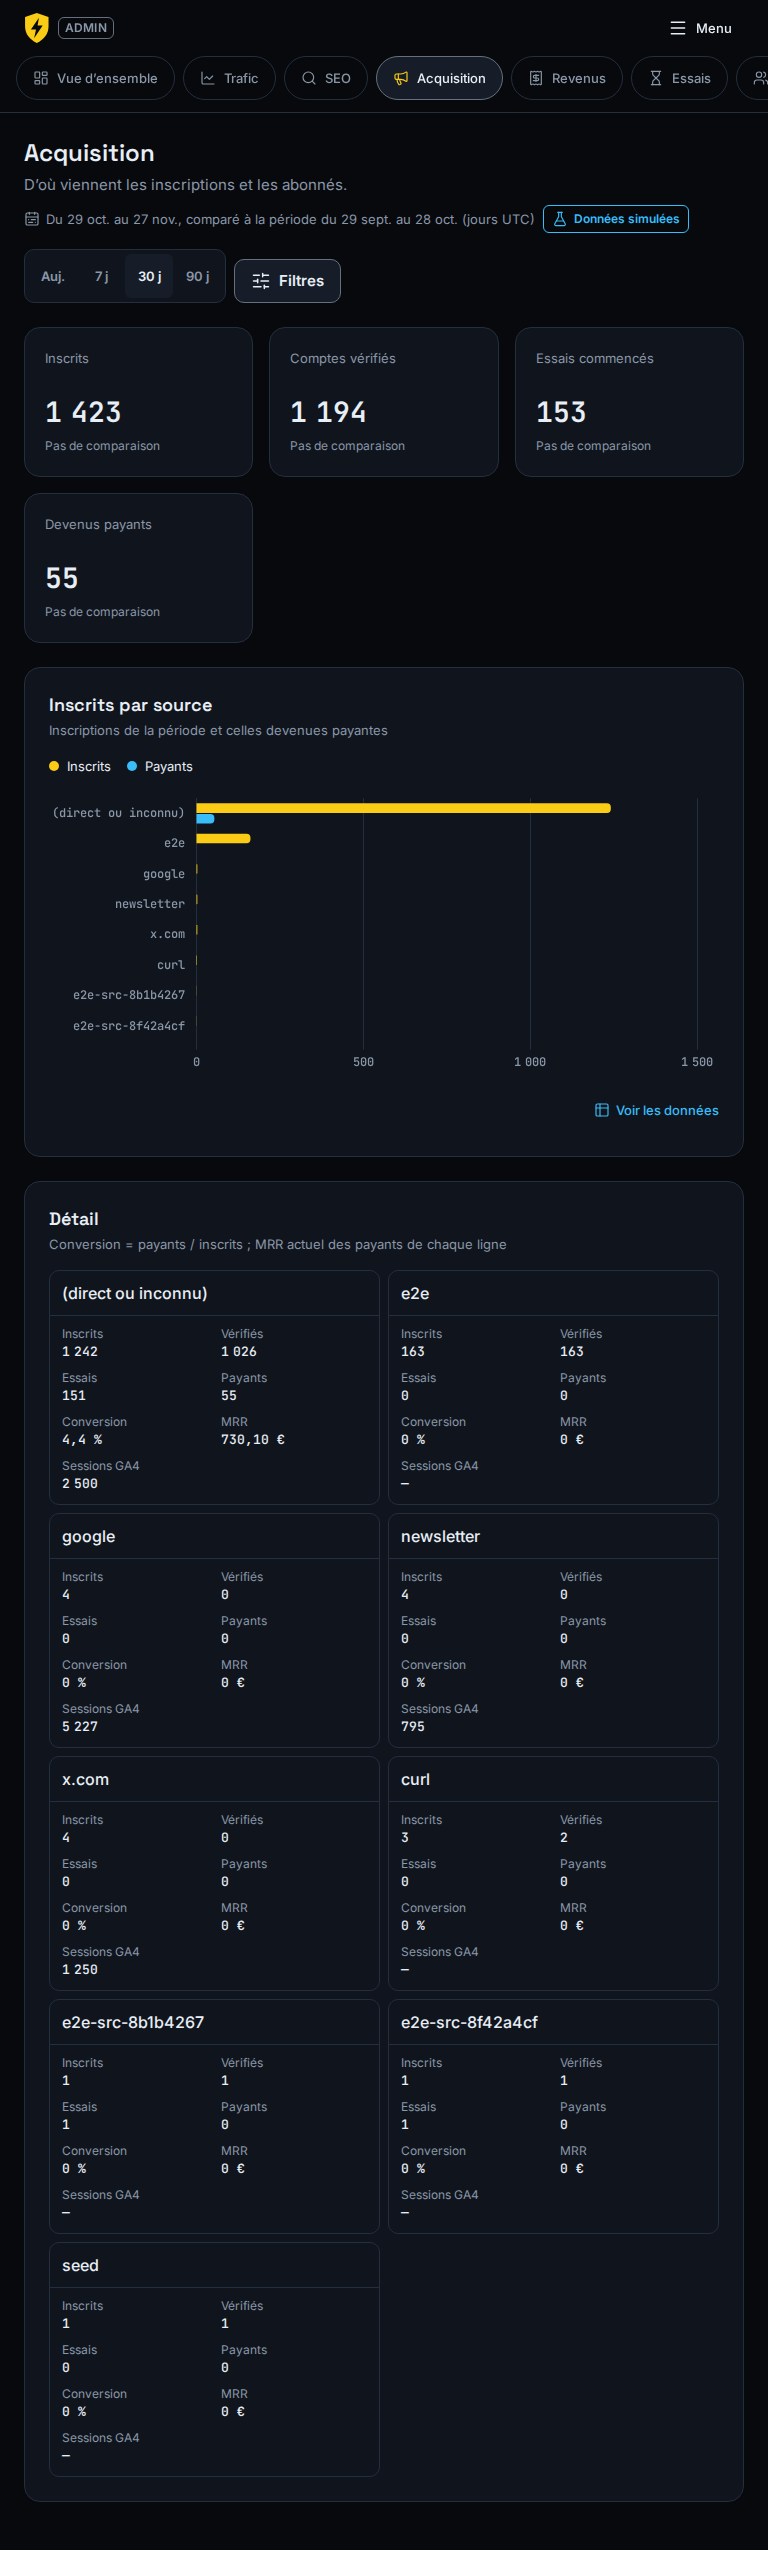 ADMIN
Menu
Vue d’ensemble
Trafic
SEO
Acquisition
Revenus
Essais
Acquisition
D’où viennent les inscriptions et les abonnés.
Du 29 oct. au 27 nov., comparé à la période du 29 sept. au 28 oct. (jours UTC)
Données simulées
Auj.
7 j
30 j
90 j
Filtres
Inscrits
1 423
Pas de comparaison
Comptes vérifiés
1 194
Pas de comparaison
Essais commencés
153
Pas de comparaison
Devenus payants
55
Pas de comparaison
Inscrits par source
Inscriptions de la période et celles devenues payantes
Inscrits
Payants
(direct ou inconnu)
e2e
google
newsletter
x.com
curl
e2e-src-8b1b4267
e2e-src-8f42a4cf
0
500
1 000
1 500
Voir les données
Détail
Conversion = payants / inscrits ; MRR actuel des payants de chaque ligne
(direct ou inconnu)
Inscrits
1 242
Vérifiés
1 026
Essais
151
Payants
55
Conversion
4,4 %
MRR
730,10 €
Sessions GA4
2 500
e2e
Inscrits
163
Vérifiés
163
Essais
0
Payants
0
Conversion
0 %
MRR
0 €
Sessions GA4
—
google
Inscrits
4
Vérifiés
0
Essais
0
Payants
0
Conversion
0 %
MRR
0 €
Sessions GA4
5 227
newsletter
Inscrits
4
Vérifiés
0
Essais
0
Payants
0
Conversion
0 %
MRR
0 €
Sessions GA4
795
x.com
Inscrits
4
Vérifiés
0
Essais
0
Payants
0
Conversion
0 %
MRR
0 €
Sessions GA4
1 250
curl
Inscrits
3
Vérifiés
2
Essais
0
Payants
0
Conversion
0 %
MRR
0 €
Sessions GA4
—
e2e-src-8b1b4267
Inscrits
1
Vérifiés
1
Essais
1
Payants
0
Conversion
0 %
MRR
0 €
Sessions GA4
—
e2e-src-8f42a4cf
Inscrits
1
Vérifiés
1
Essais
1
Payants
0
Conversion
0 %
MRR
0 €
Sessions GA4
—
seed
Inscrits
1
Vérifiés
1
Essais
0
Payants
0
Conversion
0 %
MRR
0 €
Sessions GA4
—